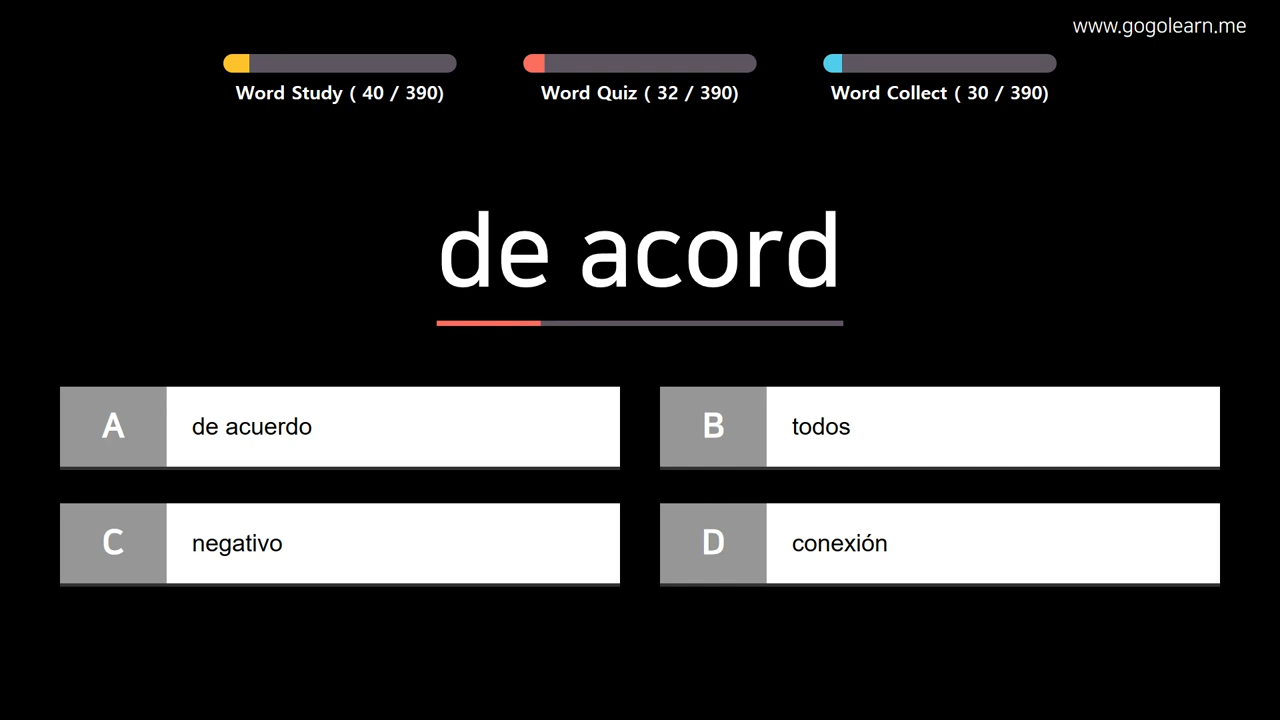 www.gogolearn.me
Word Study ( 40 / 390)
Word Quiz ( 32 / 390)
Word Collect ( 30 / 390)
de acord
A de acuerdo
B todos
C negativo
D conexión